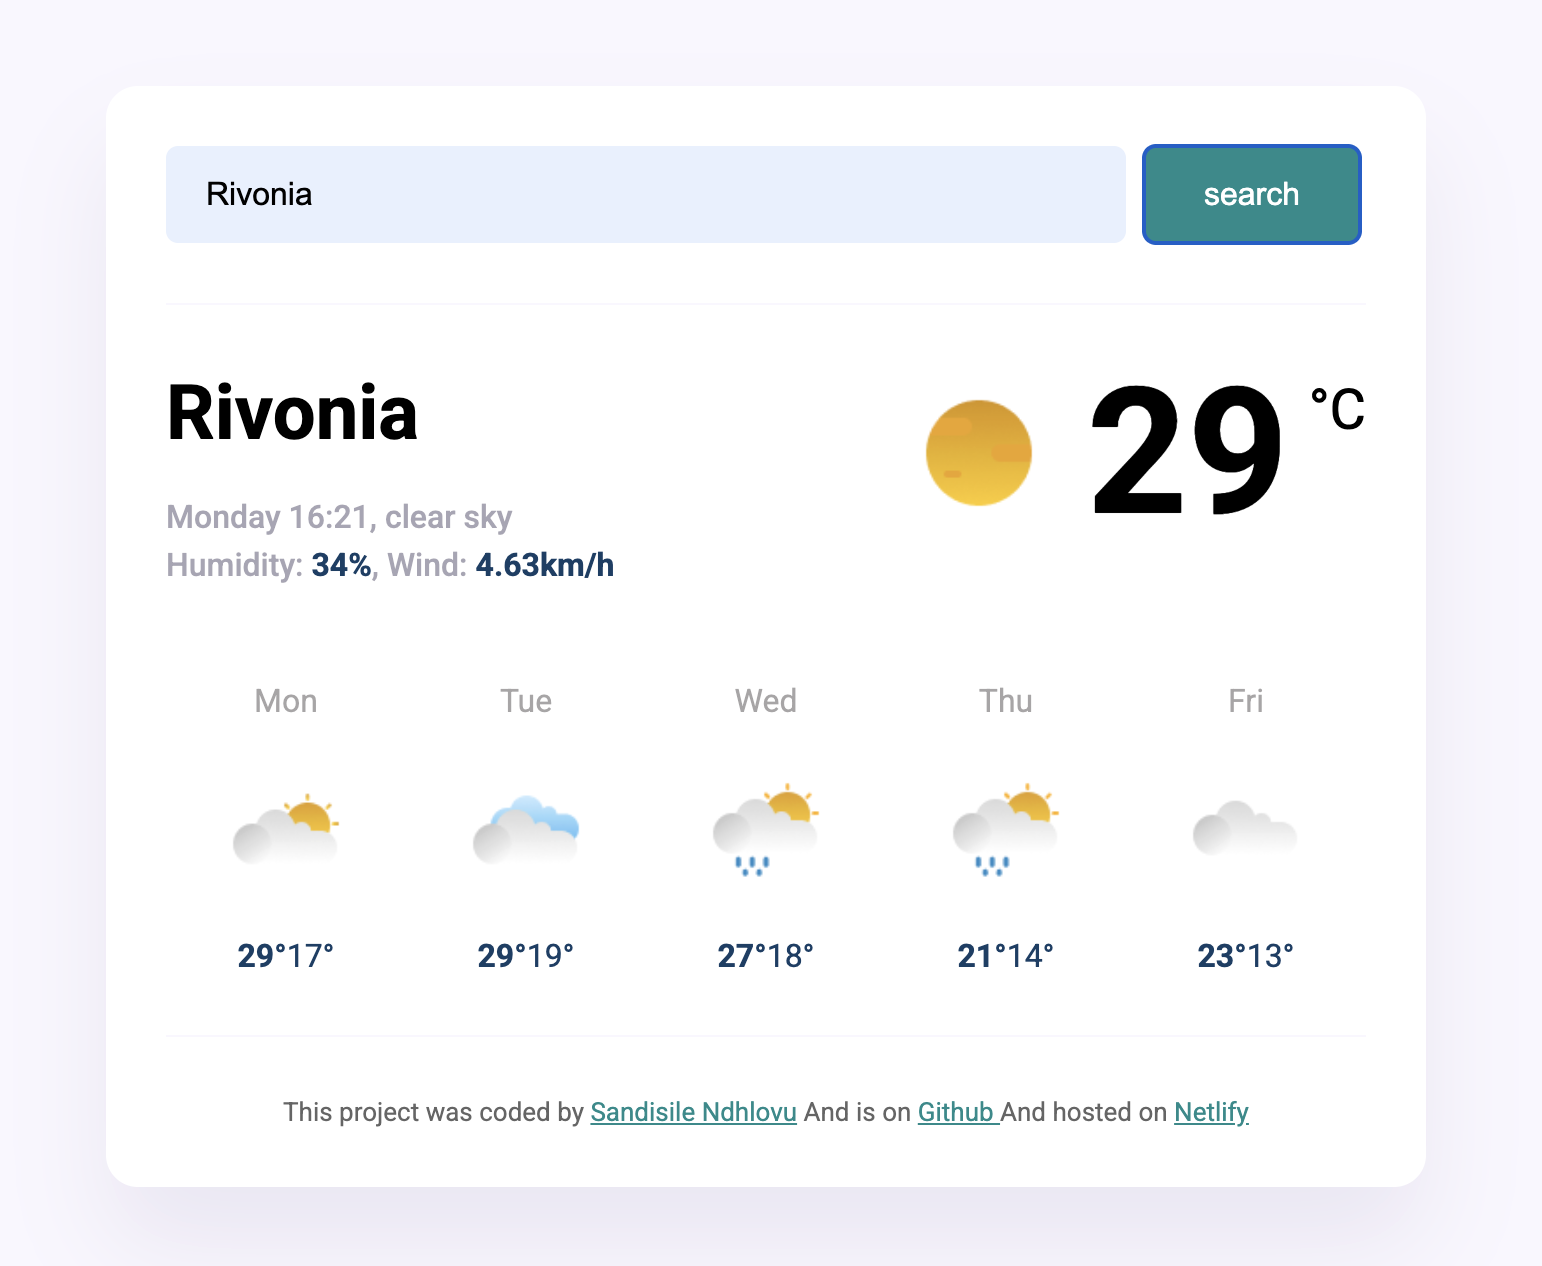 Rivonia
search
Rivonia
29 °C
Monday 16:21, clear sky
Humidity: 34%, Wind: 4.63km/h
Mon Tue Wed Thu Fri
29°17° 29°19° 27°18° 21°14° 23°13°
This project was coded by Sandisile Ndhlovu And is on Github And hosted on Netlify